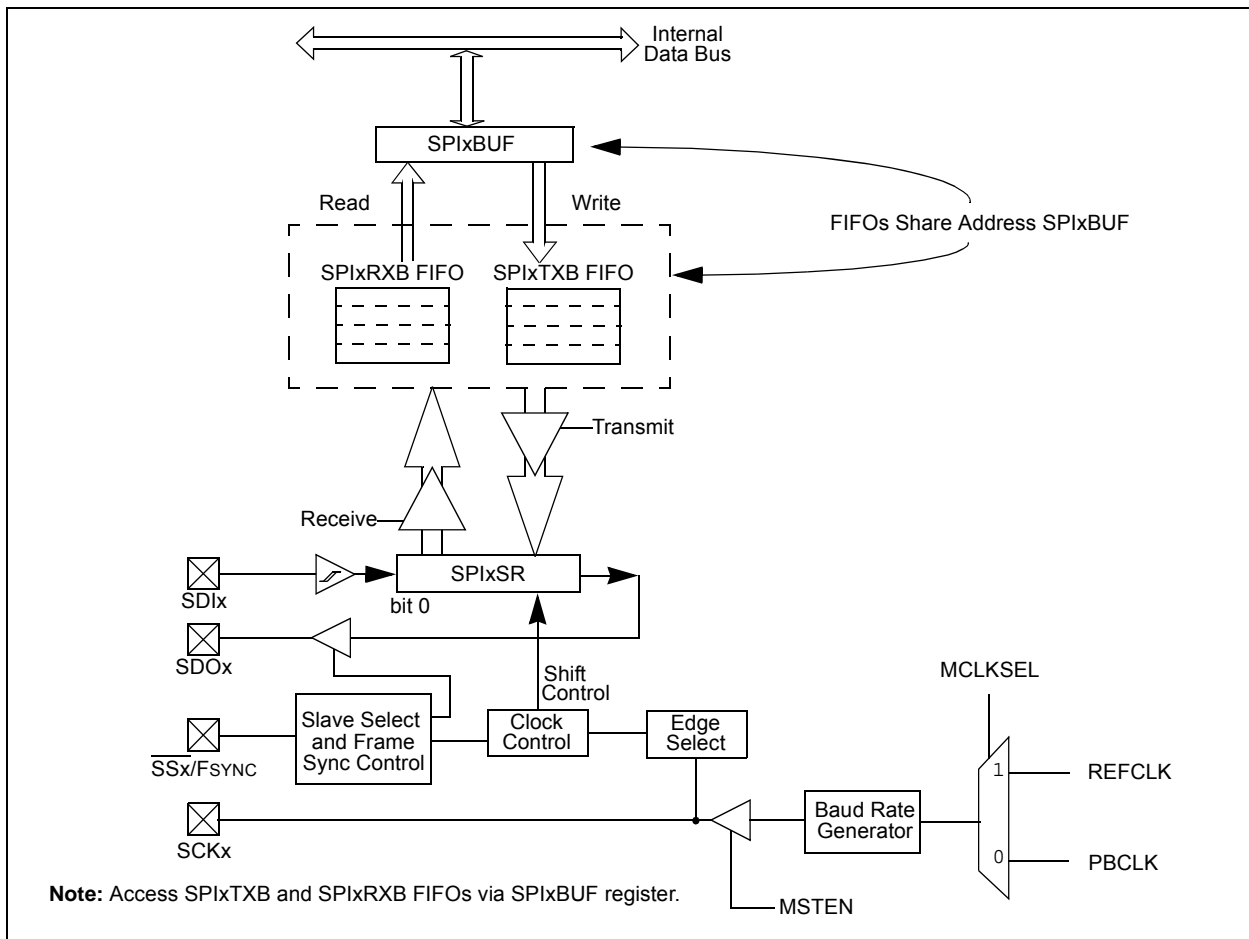 Internal
Data Bus
SPIxBUF
Read
Write
FIFOs Share Address SPIxBUF
SPIxRXB FIFO
SPIxTXB FIFO
Transmit
Receive
SPIxSR
SDIx
bit 0
SDOx
Shift
Control
MCLKSEL
Slave Select
and Frame
Sync Control
Clock
Control
Edge
Select
SSx/FSYNC
1
REFCLK
Baud Rate
Generator
SCKx
0
PBCLK
Note: Access SPIxTXB and SPIxRXB FIFOs via SPIxBUF register.
MSTEN